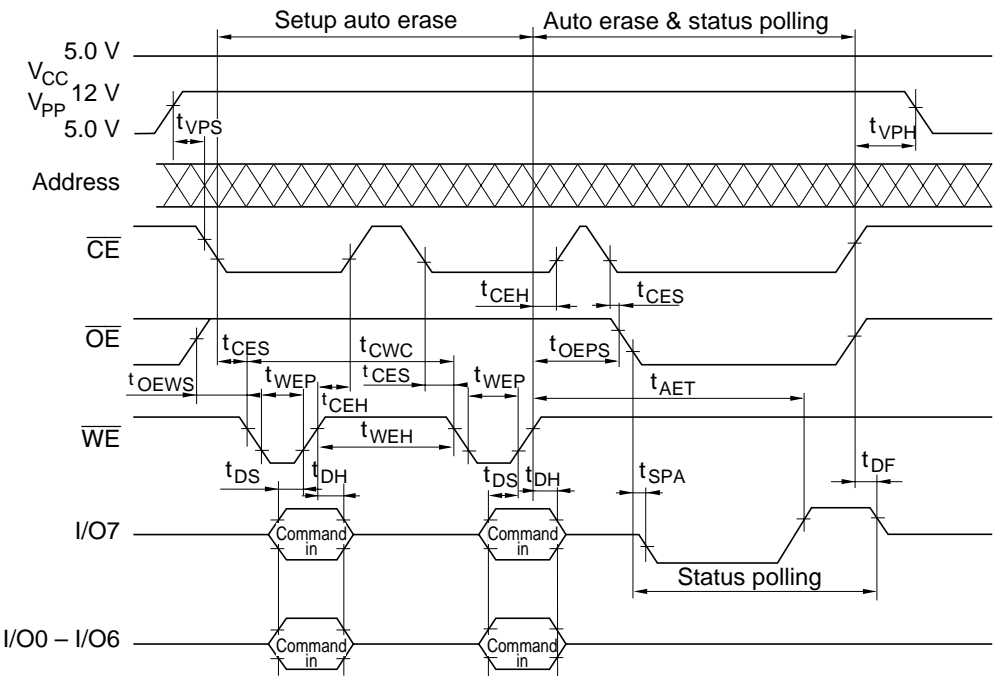 Setup auto erase
Auto erase & status polling
5.0 V
VCC
12 V
VPP
5.0 V
tVPS
tVPH
Address
CE
tCEH
tCES
OE
tCES
tCWC
tOEPS
tOEWS
tWEP
tCES
tWEP
tCEH
tAET
WE
tWEH
tDS
tDH
tDS
tDH
tSPA
tDF
I/O7
Command
in
Command
in
Status polling
I/O0 – I/O6
Command
in
Command
in